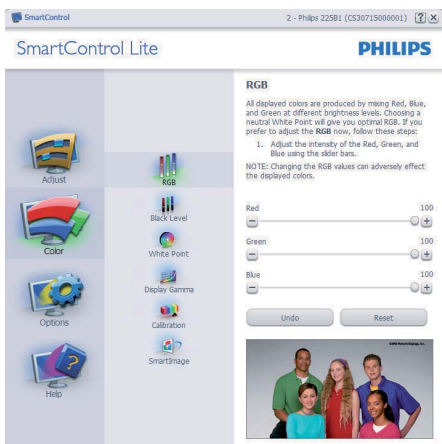 SmartControl
2 - Philips 225B1 (CS30715000001)
SmartControl Lite
PHILIPS
Adjust
Color
Options
Help
RGB
Black Level
White Point
Display Gamma
Calibration
SmartImage
RGB
All displayed colors are produced by mixing Red, Blue,
and Green at different brightness levels. Choosing a
neutral White Point will give you optimal RGB. If you
prefer to adjust the RGB now, follow these steps:
1. Adjust the intensity of the Red, Green, and
Blue using the slider bars.
NOTE: Changing the RGB values can adversely effect
the displayed colors.
Red 100
Green 100
Blue 100
Undo Reset